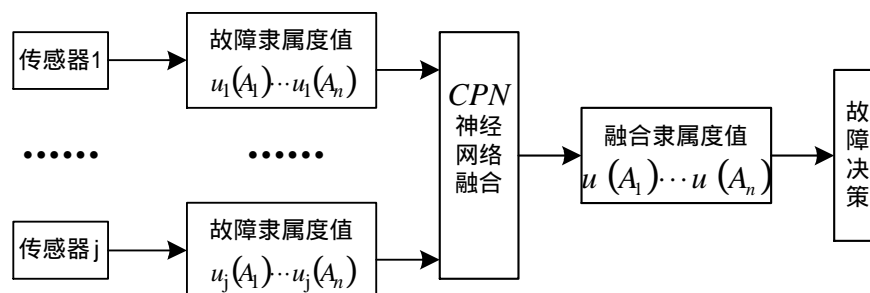 传感器1
故障隶属度值
u₁(A₁)···u₁(Aₙ)
CPN
神经
网络
融合
融合隶属度值
u (A₁)···u (Aₙ)
故
障
决
策
••••••
••••••
传感器j
故障隶属度值
uⱼ(A₁)···uⱼ(Aₙ)